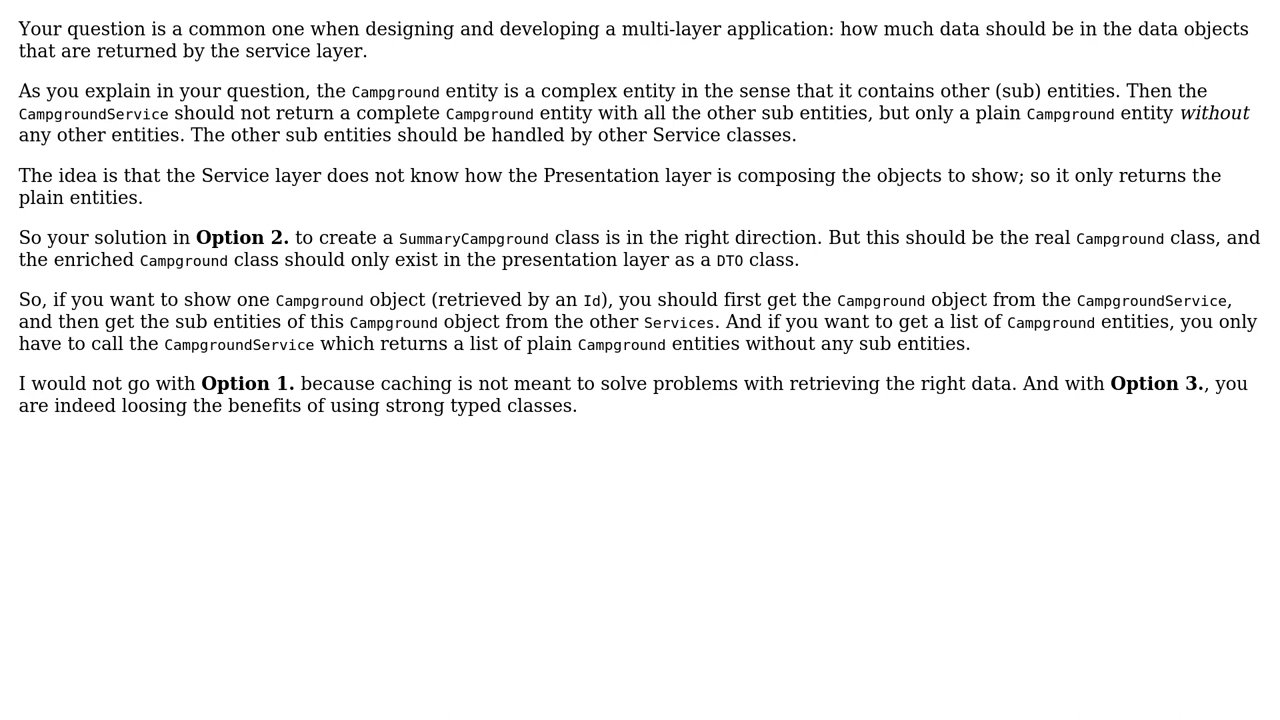 Your question is a common one when designing and developing a multi-layer application: how much data should be in the data objects
that are returned by the service layer.
As you explain in your question, the Campground entity is a complex entity in the sense that it contains other (sub) entities. Then the
CampgroundService should not return a complete Campground entity with all the other sub entities, but only a plain Campground entity without
any other entities. The other sub entities should be handled by other Service classes.
The idea is that the Service layer does not know how the Presentation layer is composing the objects to show; so it only returns the
plain entities.
So your solution in Option 2. to create a SummaryCampground class is in the right direction. But this should be the real Campground class, and
the enriched Campground class should only exist in the presentation layer as a DTO class.
So, if you want to show one Campground object (retrieved by an Id), you should first get the Campground object from the CampgroundService,
and then get the sub entities of this Campground object from the other Services. And if you want to get a list of Campground entities, you only
have to call the CampgroundService which returns a list of plain Campground entities without any sub entities.
I would not go with Option 1. because caching is not meant to solve problems with retrieving the right data. And with Option 3., you
are indeed loosing the benefits of using strong typed classes.